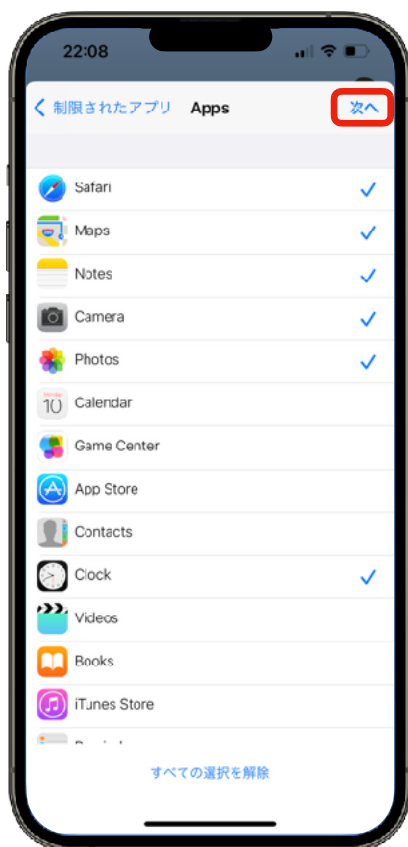 22:08
制限されたアプリ Apps 次へ
Safari
Maps
Notes
Camera
Photos
Calendar
Game Center
App Store
Contacts
Clock
Videos
Books
iTunes Store
すべての選択を解除